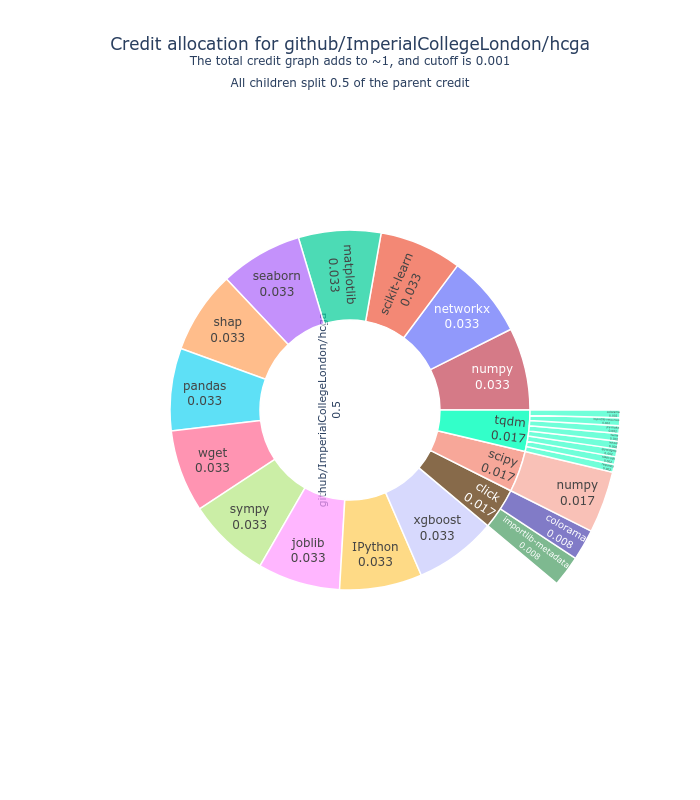 Credit allocation for github/ImperialCollegeLondon/hcga
The total credit graph adds to ~1, and cutoff is 0.001
All children split 0.5 of the parent credit
github/ImperialCollegeLondon/hcga
0.5
numpy
0.033
networkx
0.033
scikit-learn
0.033
matplotlib
0.033
seaborn
0.033
shap
0.033
pandas
0.033
wget
0.033
sympy
0.033
joblib
0.033
IPython
0.033
xgboost
0.033
click
0.017
scipy
0.017
tqdm
0.017
numpy
0.017
colorama
0.008
importlib-metadata
0.008